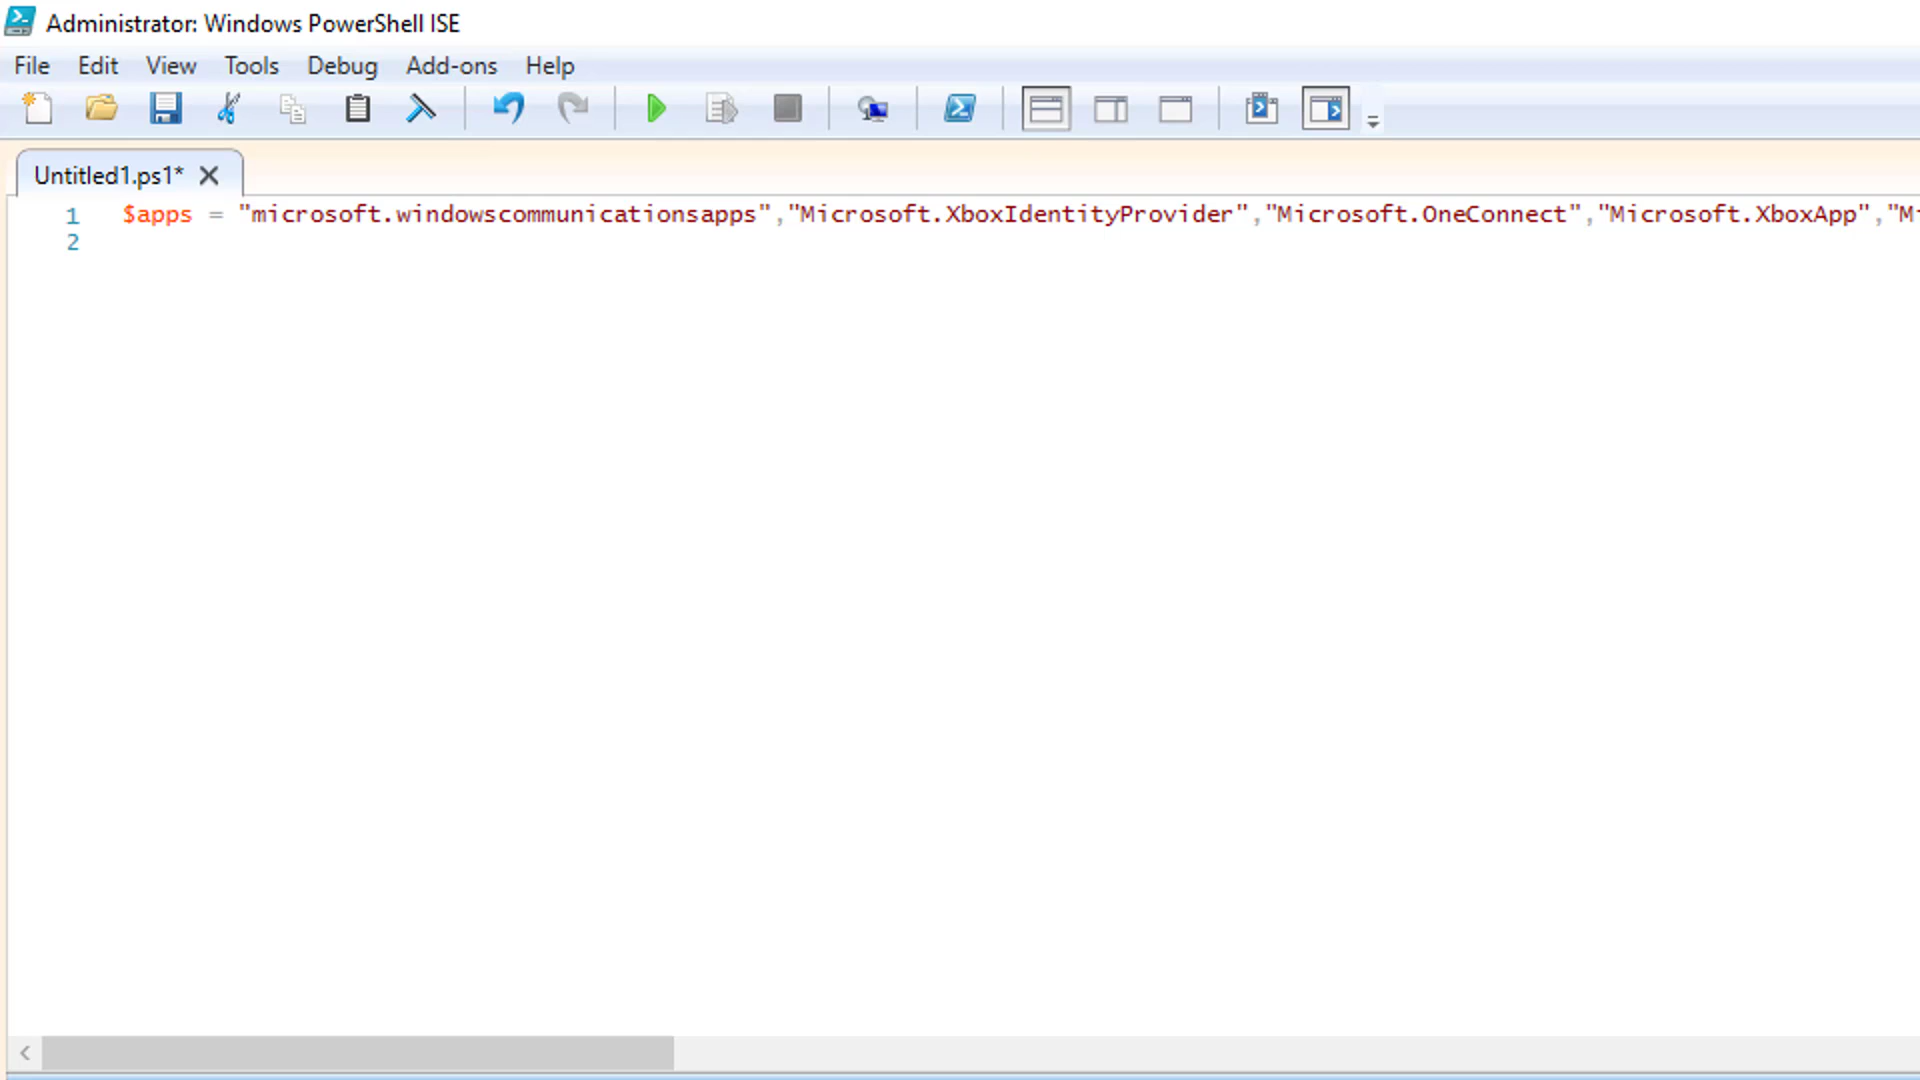 Administrator: Windows PowerShell ISE
File Edit View Tools Debug Add-ons Help
Untitled1.ps1*
1 $apps = "microsoft.windowscommunicationsapps","Microsoft.XboxIdentityProvider","Microsoft.OneConnect","Microsoft.XboxApp","Mi
2